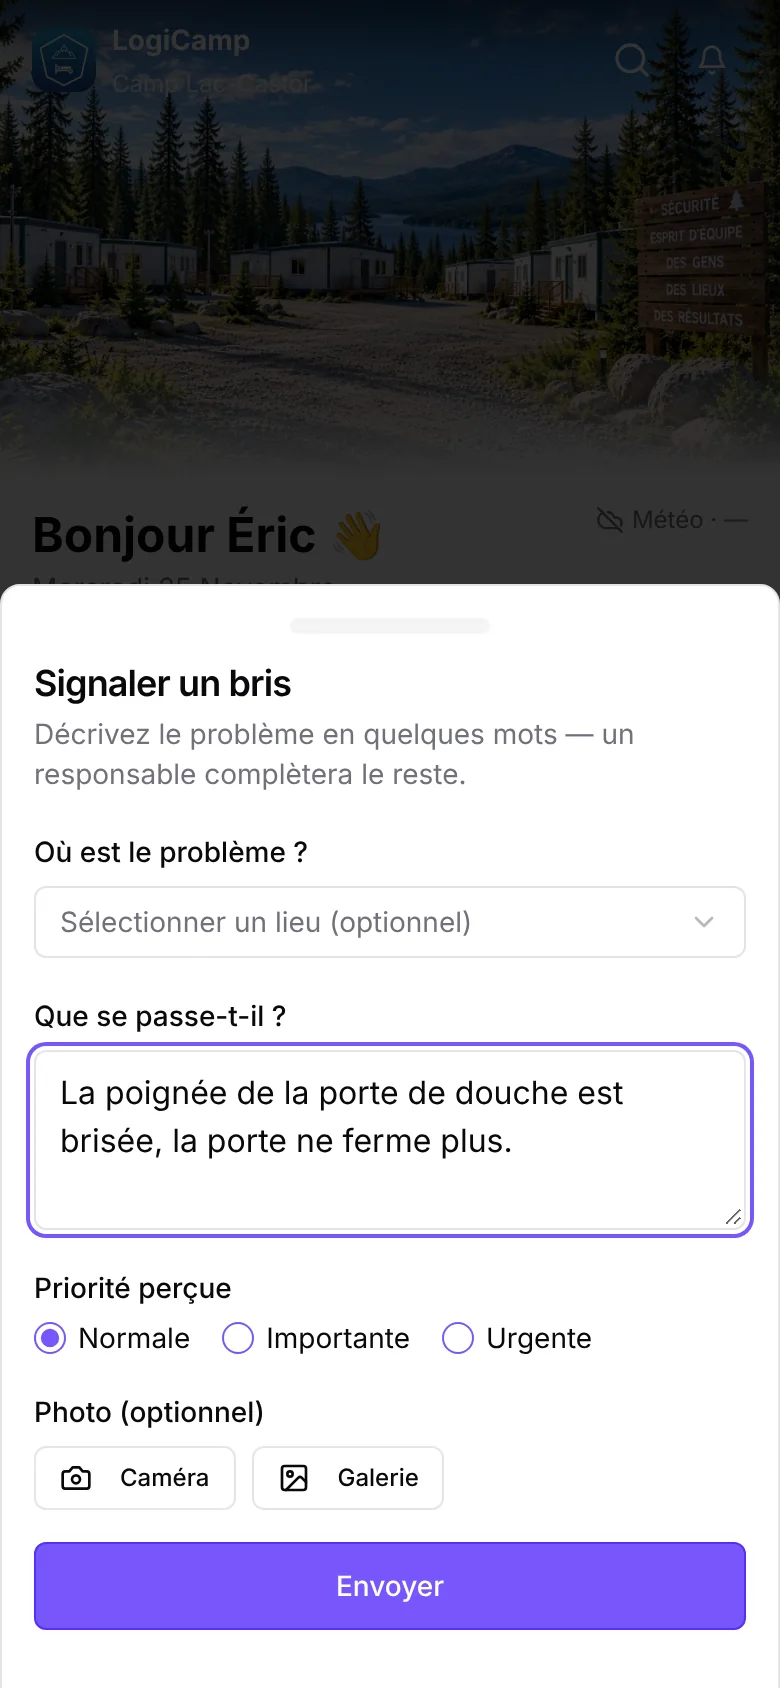 LogiCamp
Camp Lac-Castor
SÉCURITÉ
ESPRIT D'ÉQUIPE
DES GENS
DES LIEUX
DES RÉSULTATS
Bonjour Éric 👋
Météo · —
Mercredi 25 Novembre
Signaler un bris
Décrivez le problème en quelques mots — un
responsable complètera le reste.
Où est le problème ?
Sélectionner un lieu (optionnel)
Que se passe-t-il ?
La poignée de la porte de douche est
brisée, la porte ne ferme plus.
Priorité perçue
Normale
Importante
Urgente
Photo (optionnel)
Caméra
Galerie
Envoyer